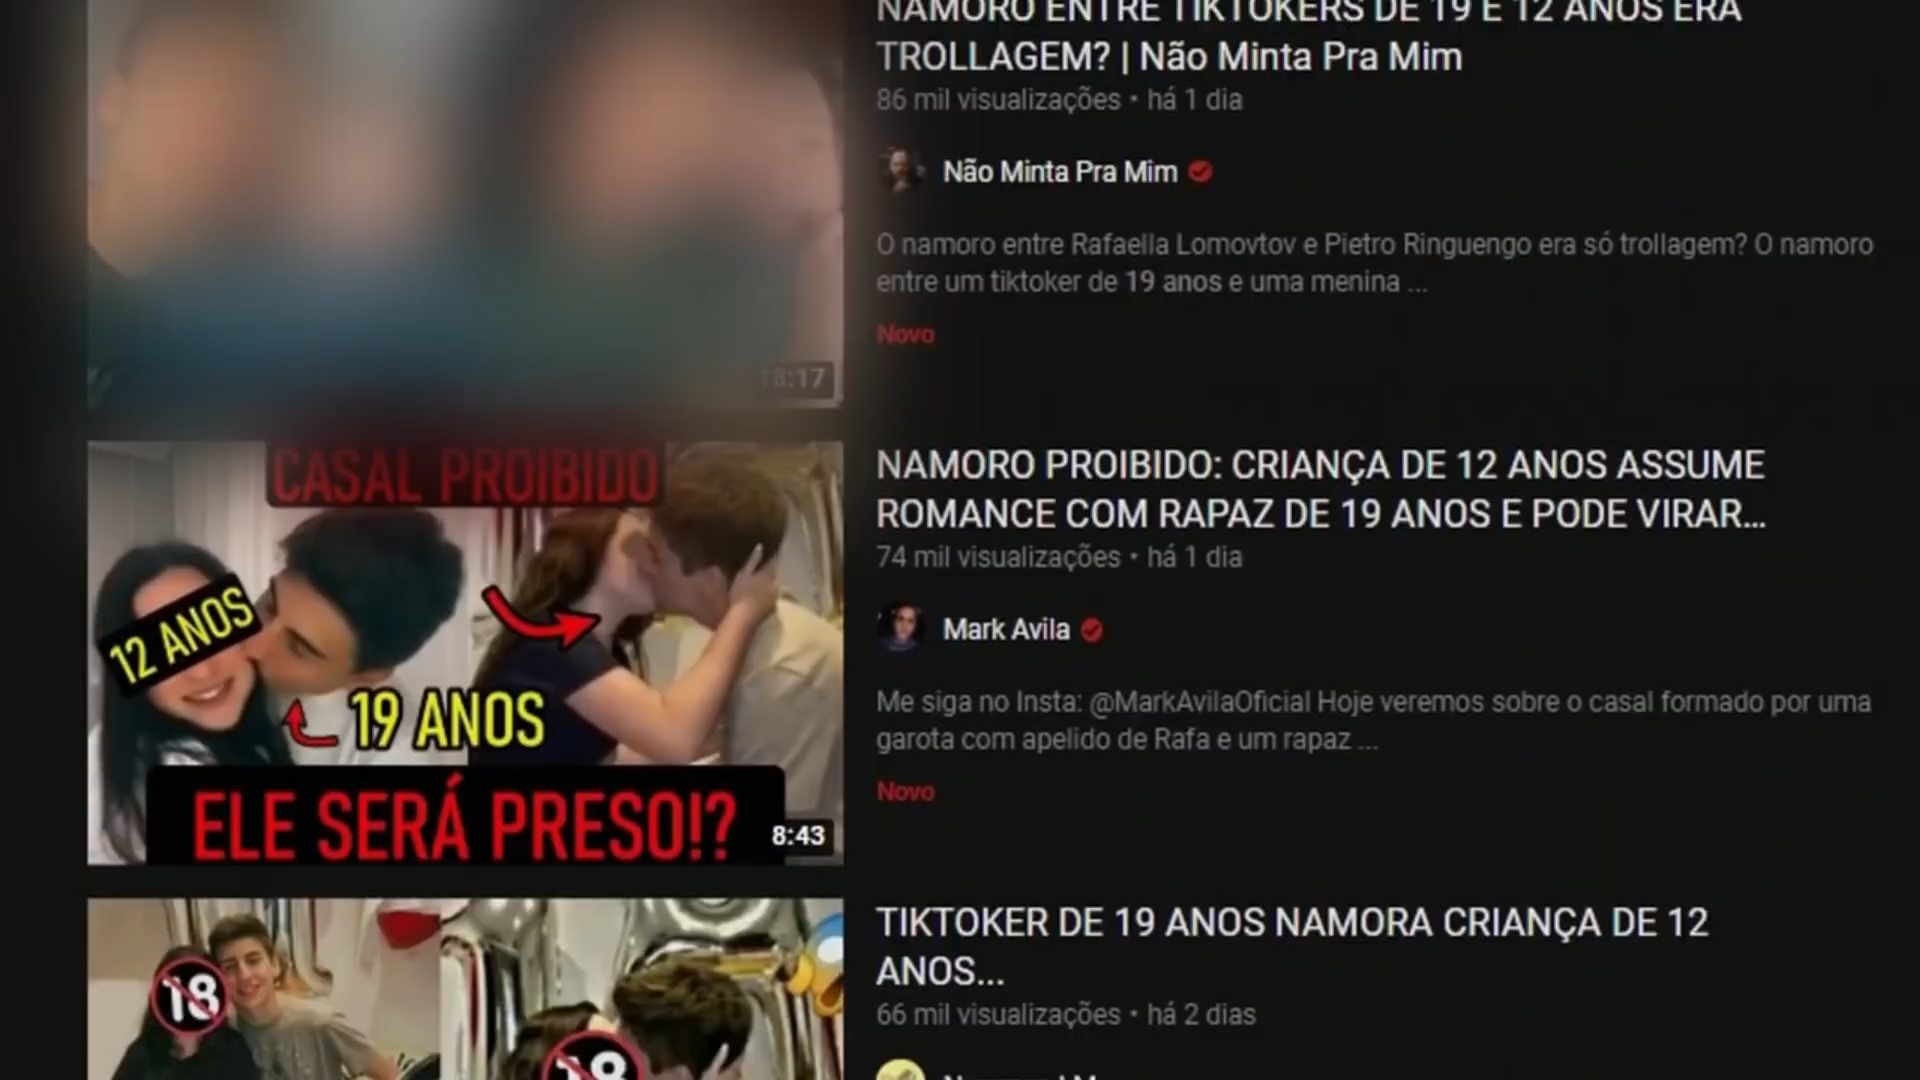 NAMORO ENTRE TIKTOKERS DE 19 E 12 ANOS ERA
TROLLAGEM? | Não Minta Pra Mim
86 mil visualizações • há 1 dia
Não Minta Pra Mim
O namoro entre Rafaella Lomovtov e Pietro Ringuengo era só trollagem? O namoro
entre um tiktoker de 19 anos e uma menina ...
Novo
18:17
CASAL PROIBIDO
12 ANOS
19 ANOS
ELE SERÁ PRESO!?
8:43
NAMORO PROIBIDO: CRIANÇA DE 12 ANOS ASSUME
ROMANCE COM RAPAZ DE 19 ANOS E PODE VIRAR...
74 mil visualizações • há 1 dia
Mark Avila
Me siga no Insta: @MarkAvilaOficial Hoje veremos sobre o casal formado por uma
garota com apelido de Rafa e um rapaz ...
Novo
18
18
TIKTOKER DE 19 ANOS NAMORA CRIANÇA DE 12
ANOS...
66 mil visualizações • há 2 dias